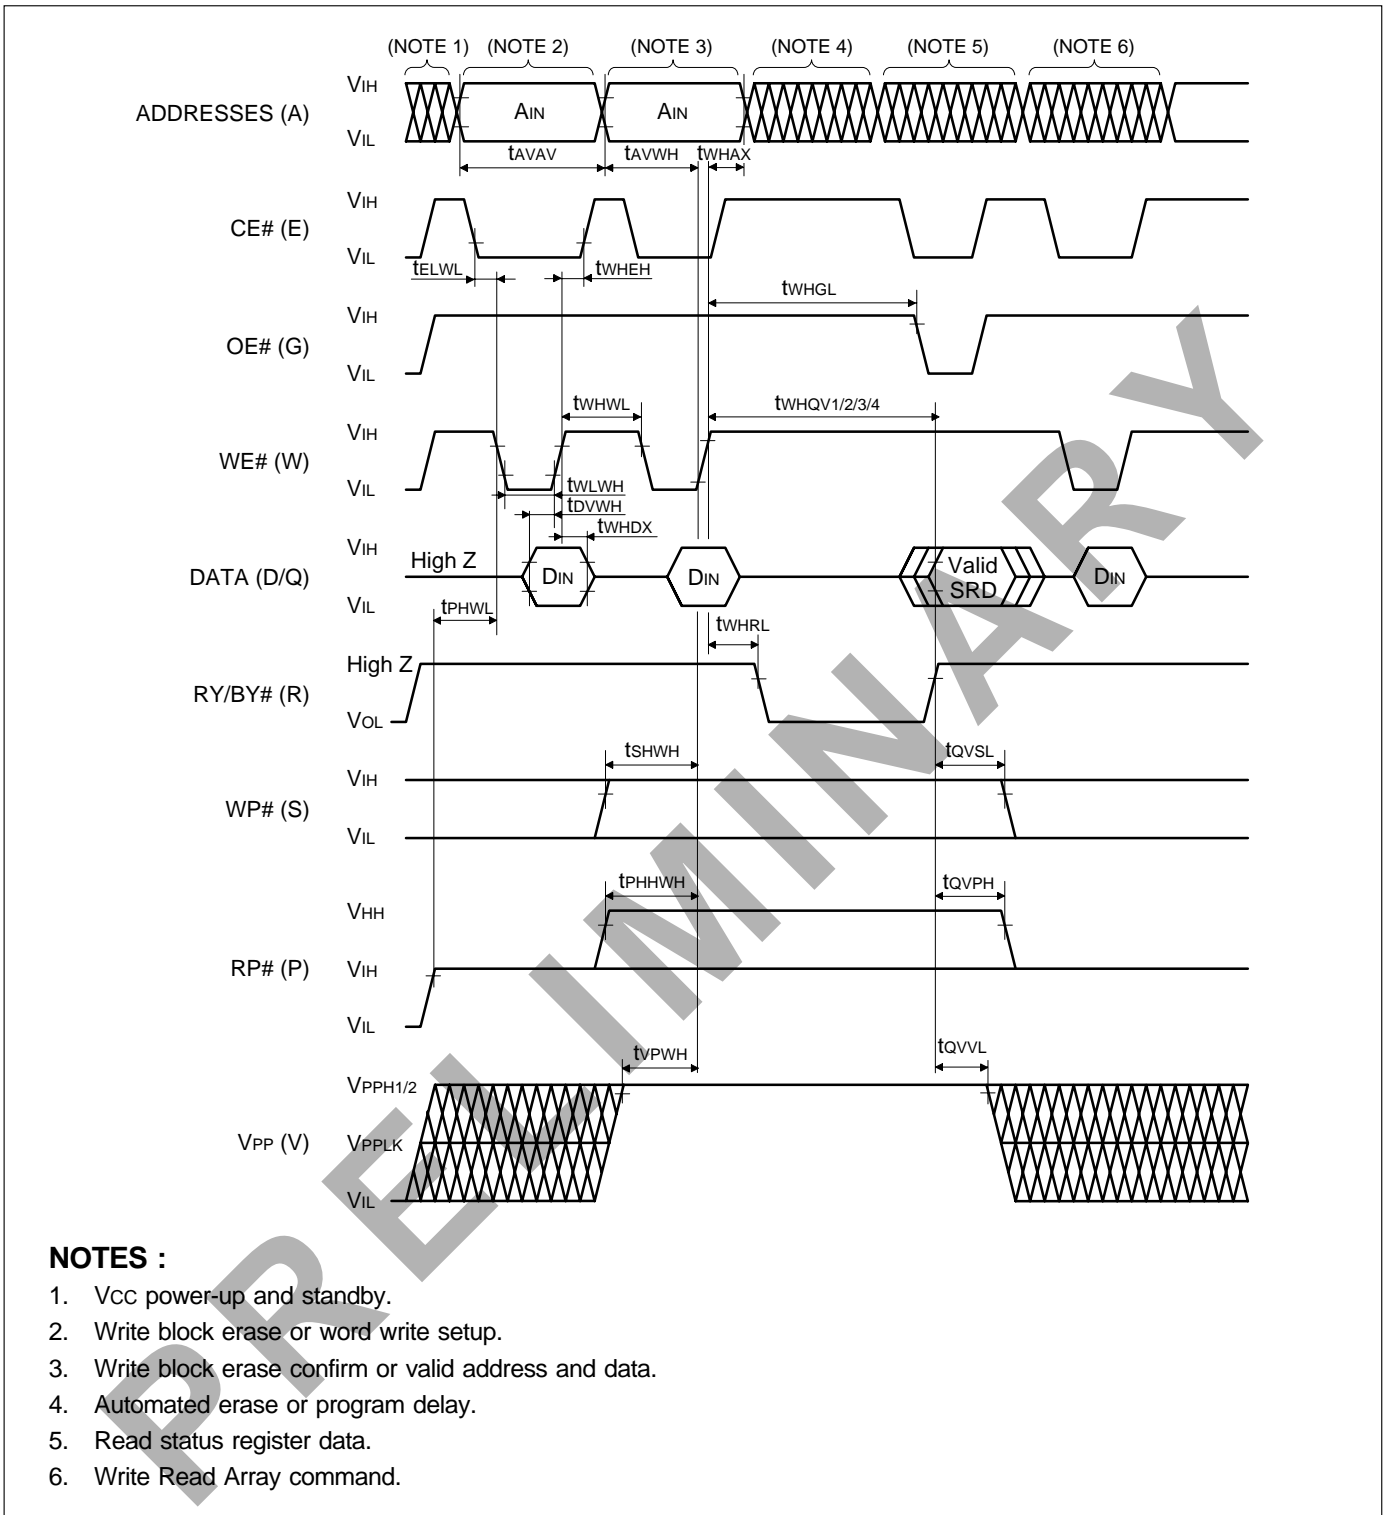 (NOTE 1) (NOTE 2) (NOTE 3) (NOTE 4) (NOTE 5) (NOTE 6)
ADDRESSES (A)
VIH
VIL
AIN AIN
tAVAV tAVWH tWHAX
CE# (E)
VIH
VIL
tELWL tWHEH
tWHGL
OE# (G)
VIH
VIL
tWHWL tWHQV1/2/3/4
WE# (W)
VIH
VIL
tWLWH
tDVWH
tWHDX
DATA (D/Q)
VIH
VIL
High Z DIN DIN Valid SRD DIN
tPHWL
tWHRL
RY/BY# (R)
High Z
VOL
tSHWH tQVSL
WP# (S)
VIH
VIL
tPHHWH tQVPH
RP# (P)
VHH
VIH
VIL
tVPWH tQVVL
VPP (V)
VPPH1/2
VPPLK
VIL
NOTES :
1. VCC power-up and standby.
2. Write block erase or word write setup.
3. Write block erase confirm or valid address and data.
4. Automated erase or program delay.
5. Read status register data.
6. Write Read Array command.
PRELIMINARY